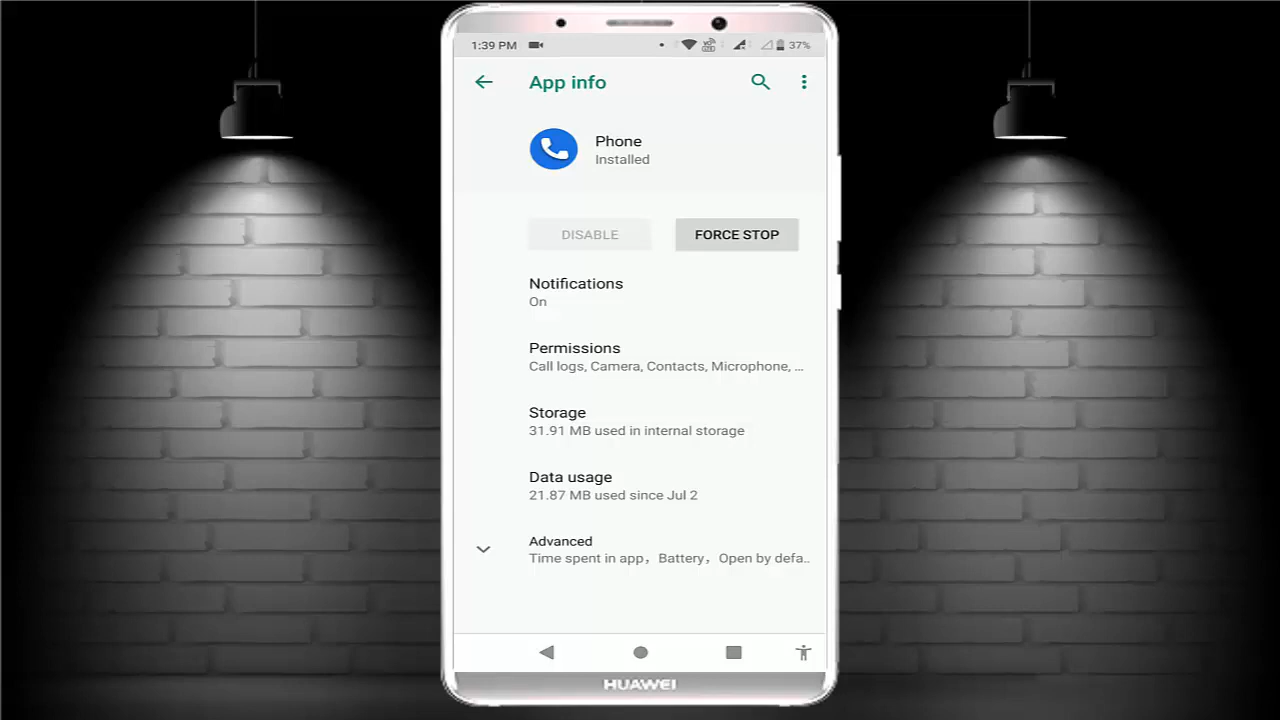 1:39 PM
37%
App info
Phone
Installed
DISABLE
FORCE STOP
Notifications
On
Permissions
Call logs, Camera, Contacts, Microphone, ...
Storage
31.91 MB used in internal storage
Data usage
21.87 MB used since Jul 2
Advanced
Time spent in app, Battery, Open by defa..
HUAWEI